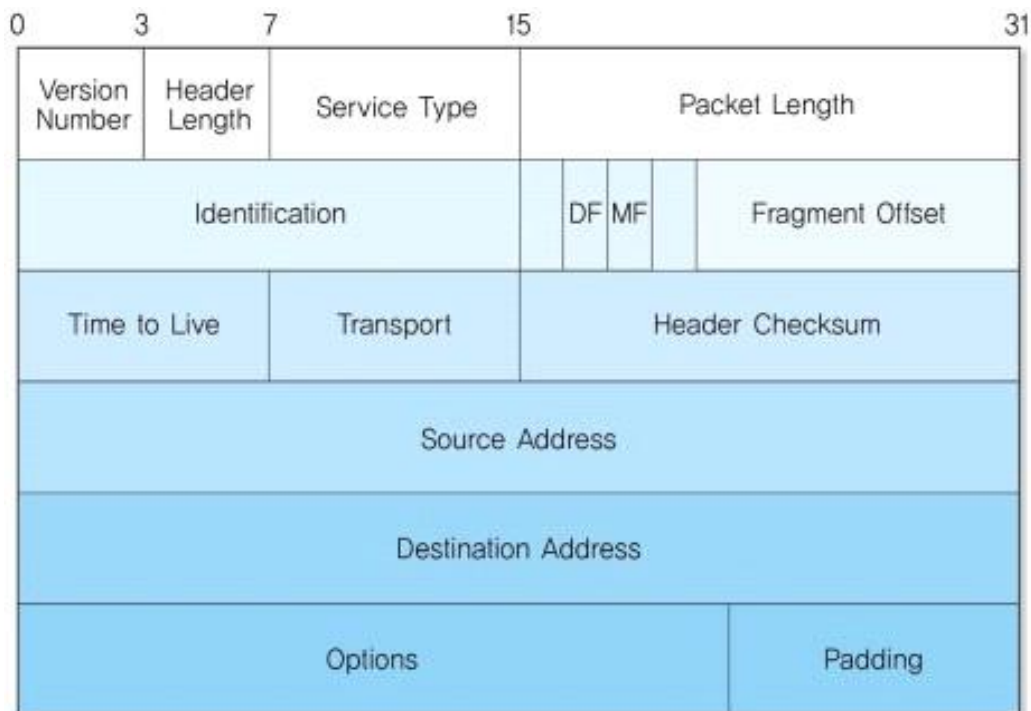 0 3 7 15 31
Version Number
Header Length
Service Type
Packet Length
Identification
DF
MF
Fragment Offset
Time to Live
Transport
Header Checksum
Source Address
Destination Address
Options
Padding